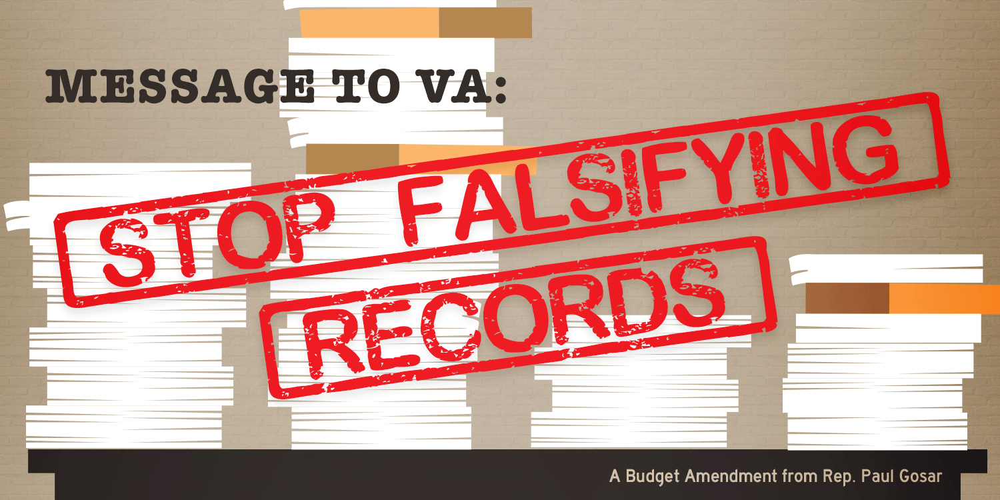 MESSAGE TO VA:
STOP FALSIFYING
RECORDS
A Budget Amendment from Rep. Paul Gosar